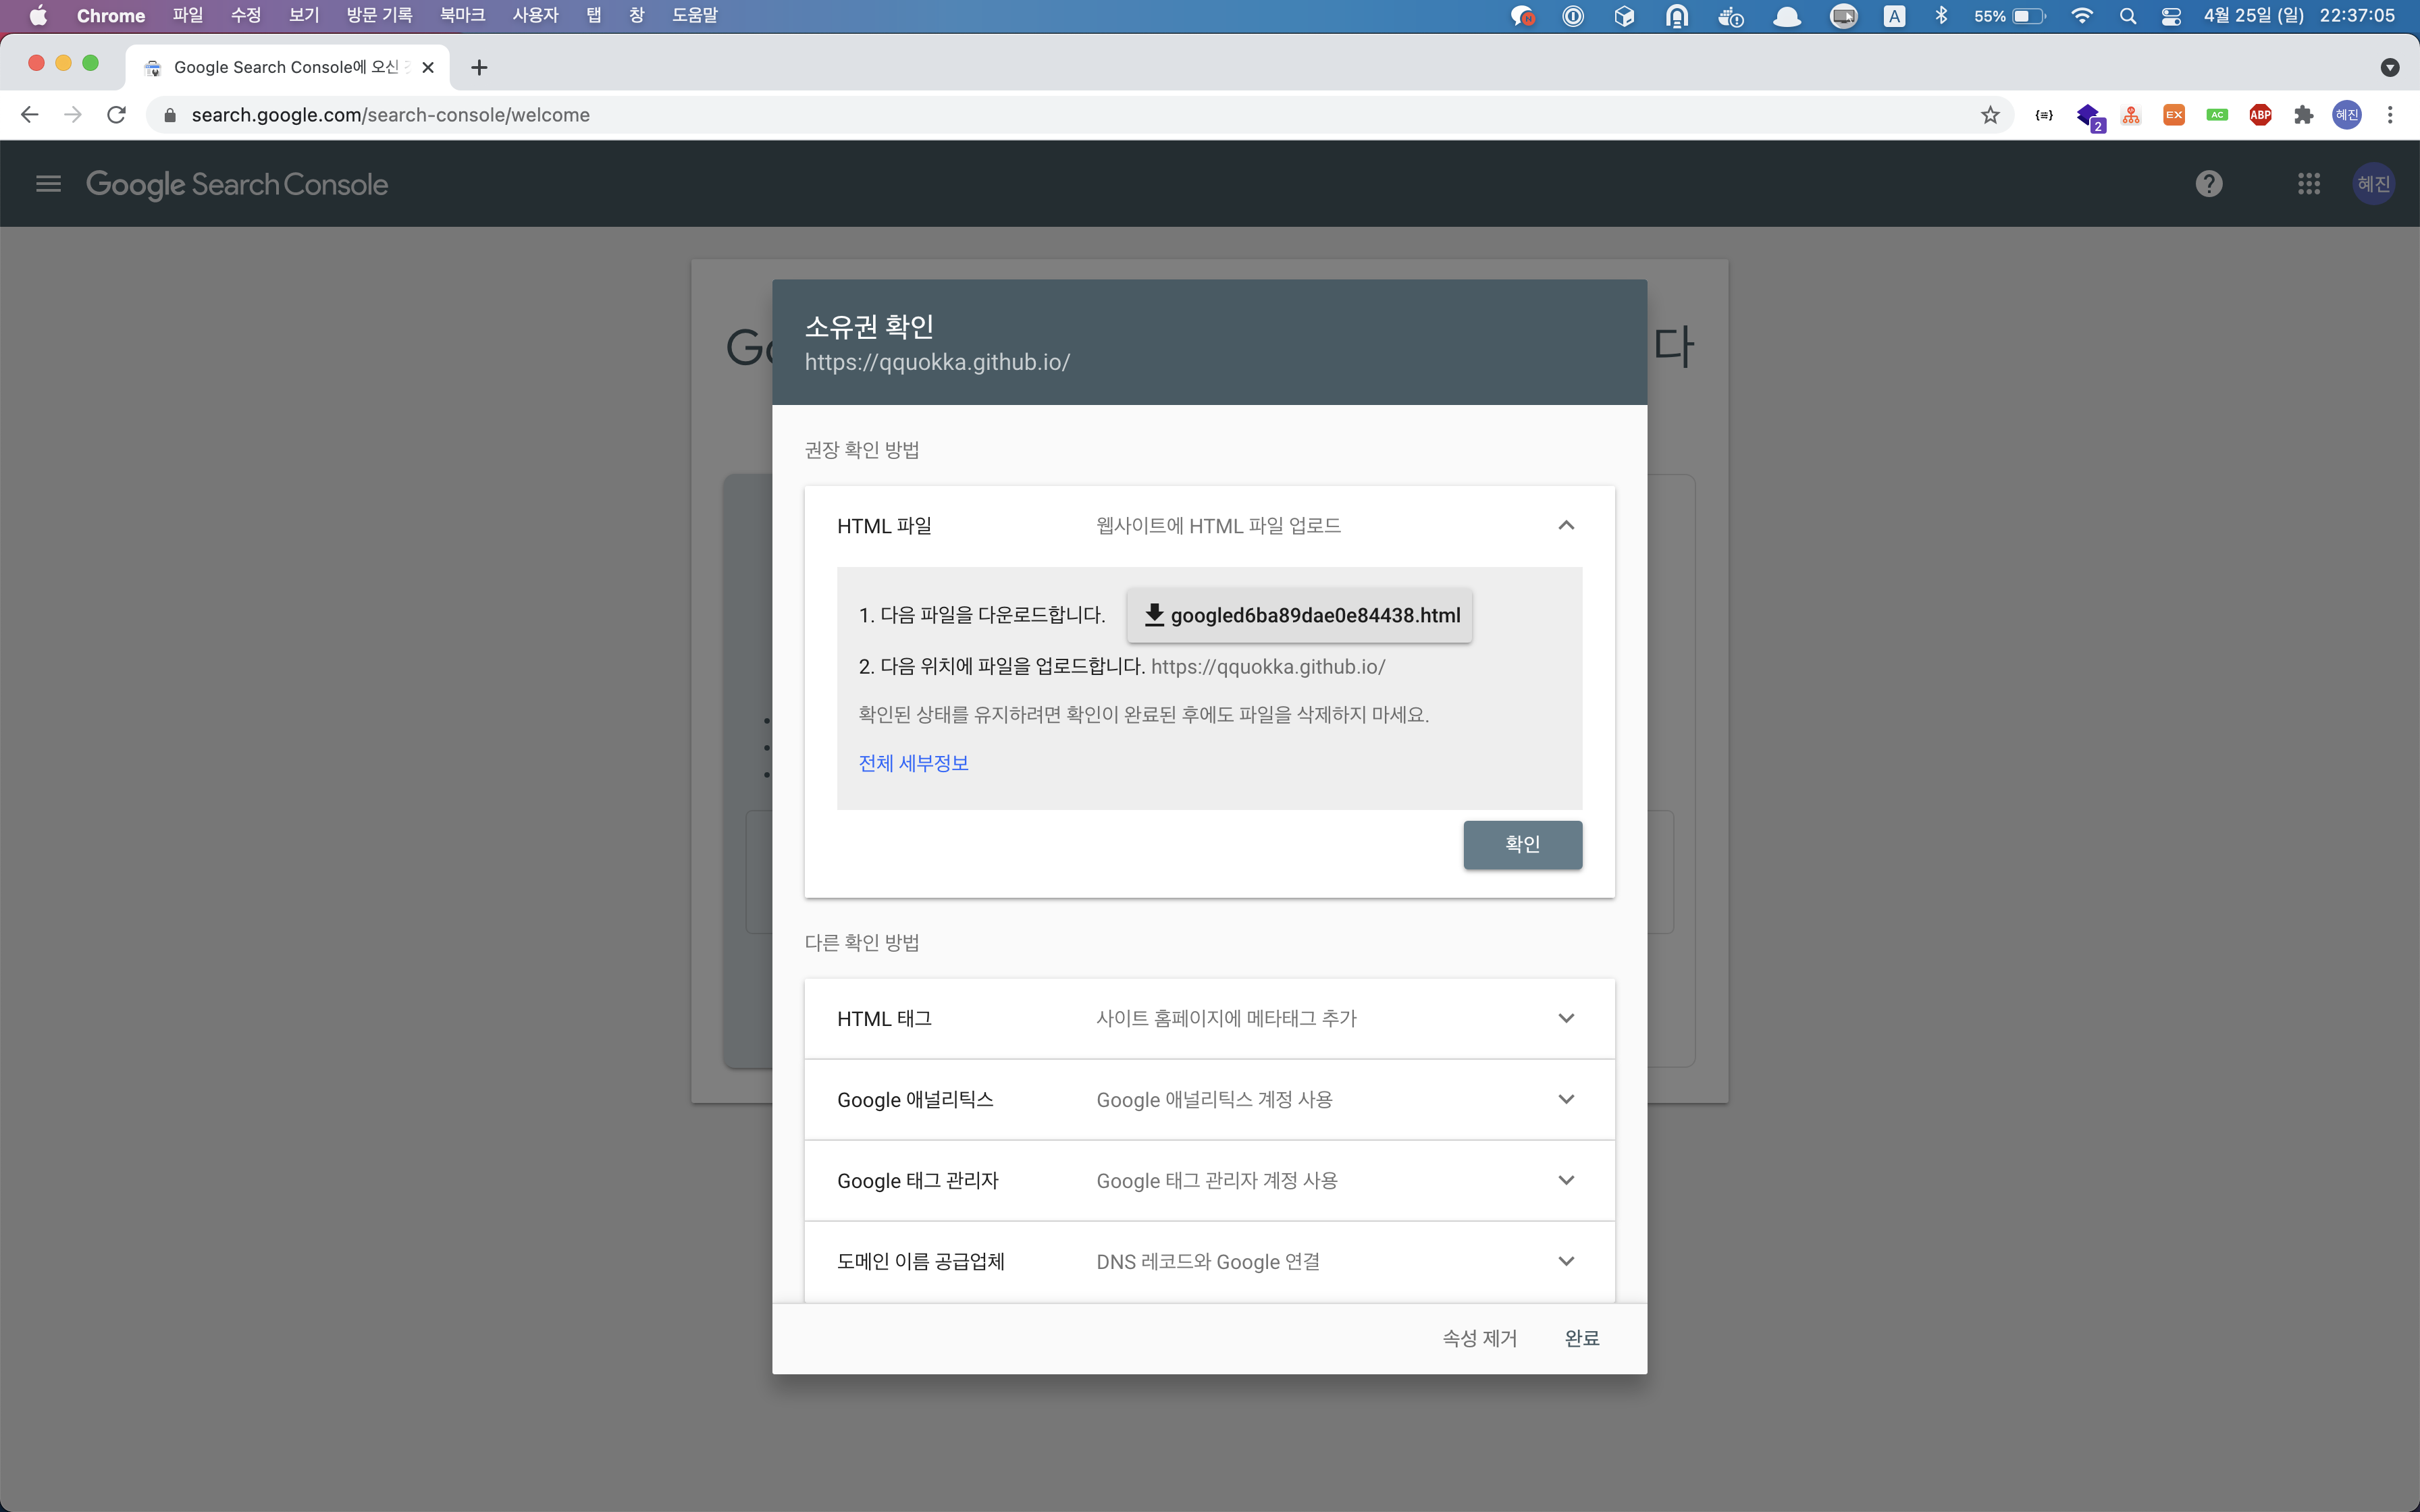 Chrome 파일 수정 보기 방문 기록 북마크 사용자 탭 창 도움말 A 55% 4월 25일 (일) 22:37:05
Google Search Console에 오신
search.google.com/search-console/welcome 2 EX AC ABP 혜진
Google Search Console 혜진
다
소유권 확인
https://qquokka.github.io/
권장 확인 방법
HTML 파일 웹사이트에 HTML 파일 업로드
1. 다음 파일을 다운로드합니다. googled6ba89dae0e84438.html
2. 다음 위치에 파일을 업로드합니다. https://qquokka.github.io/
확인된 상태를 유지하려면 확인이 완료된 후에도 파일을 삭제하지 마세요.
전체 세부정보
확인
다른 확인 방법
HTML 태그 사이트 홈페이지에 메타태그 추가
Google 애널리틱스 Google 애널리틱스 계정 사용
Google 태그 관리자 Google 태그 관리자 계정 사용
도메인 이름 공급업체 DNS 레코드와 Google 연결
속성 제거 완료